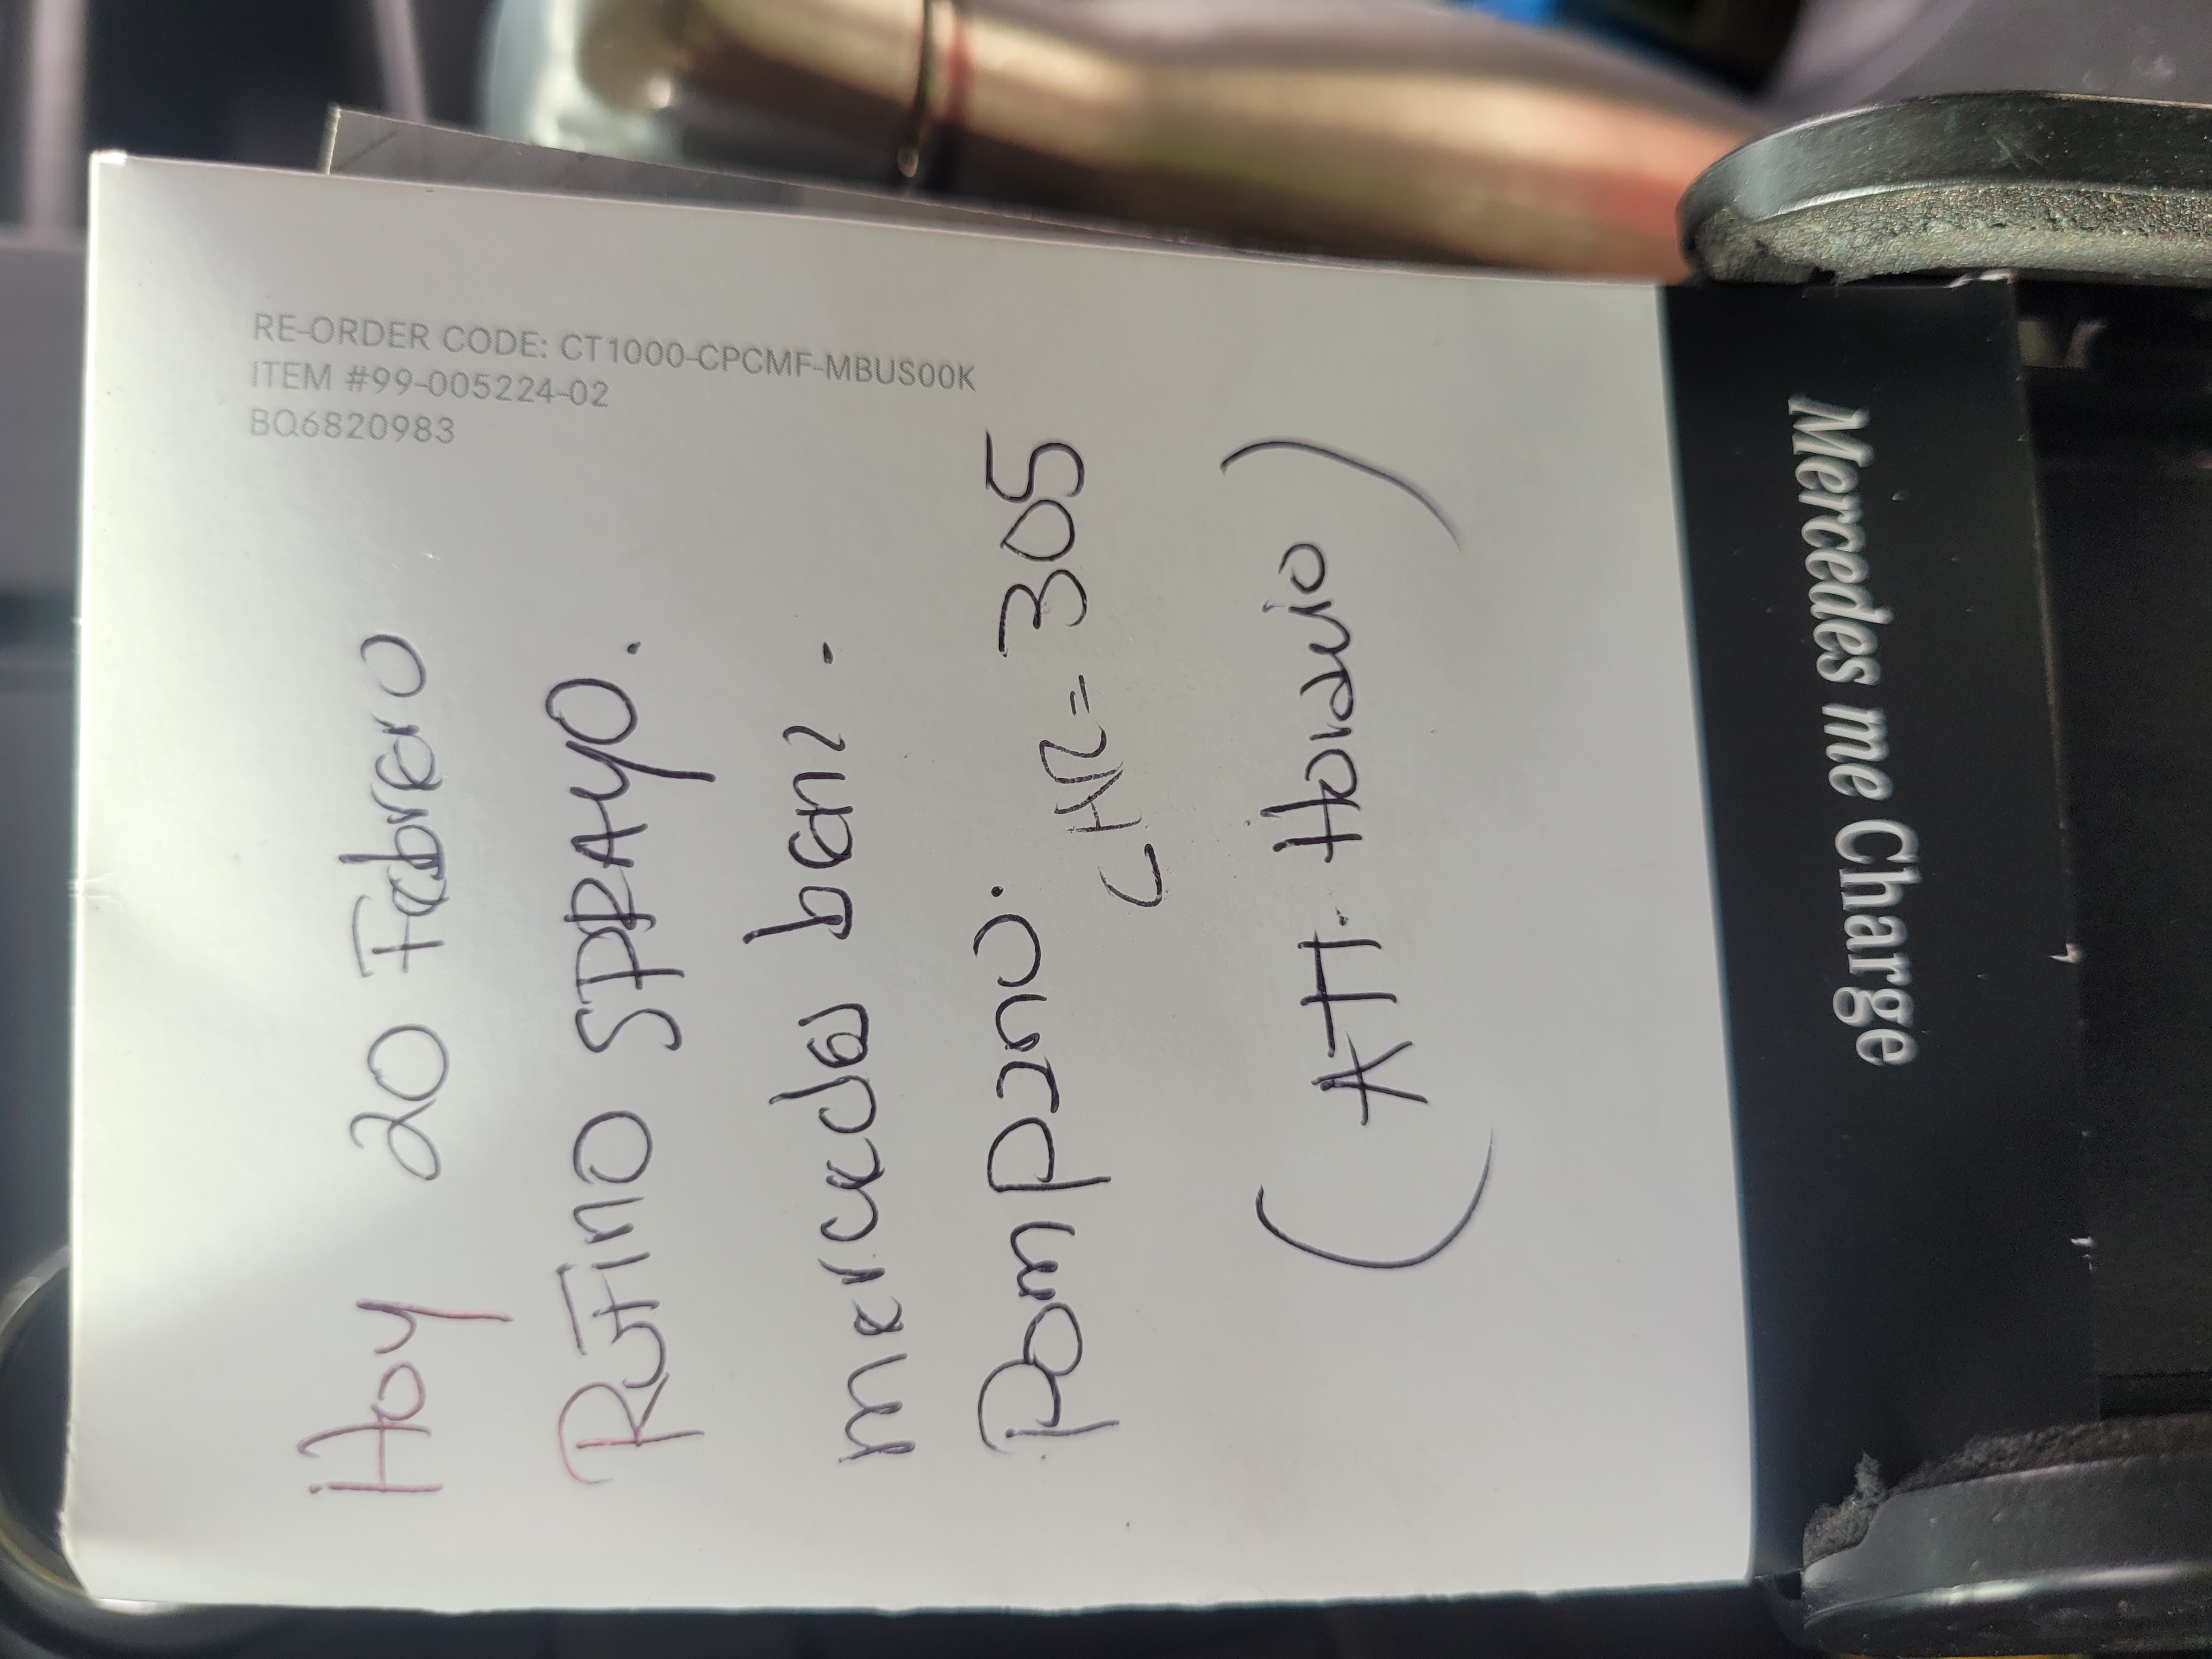 RE-ORDER CODE: CT1000-CPCMF-MBUS00K
ITEM #99-005224-02
BQ6820983
Hoy 20 Febrero
RUFINO SPRAYO.
mercedes benz.
Pompano.
CHR= 305
(ATT. Horacio)
Mercedes me Charge